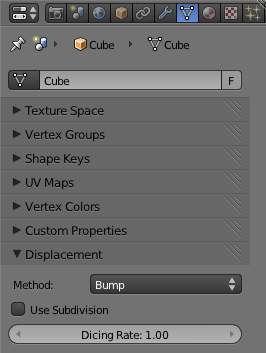 Cube Cube
Cube F
Texture Space
Vertex Groups
Shape Keys
UV Maps
Vertex Colors
Custom Properties
Displacement
Method: Bump
Use Subdivision
Dicing Rate: 1.00